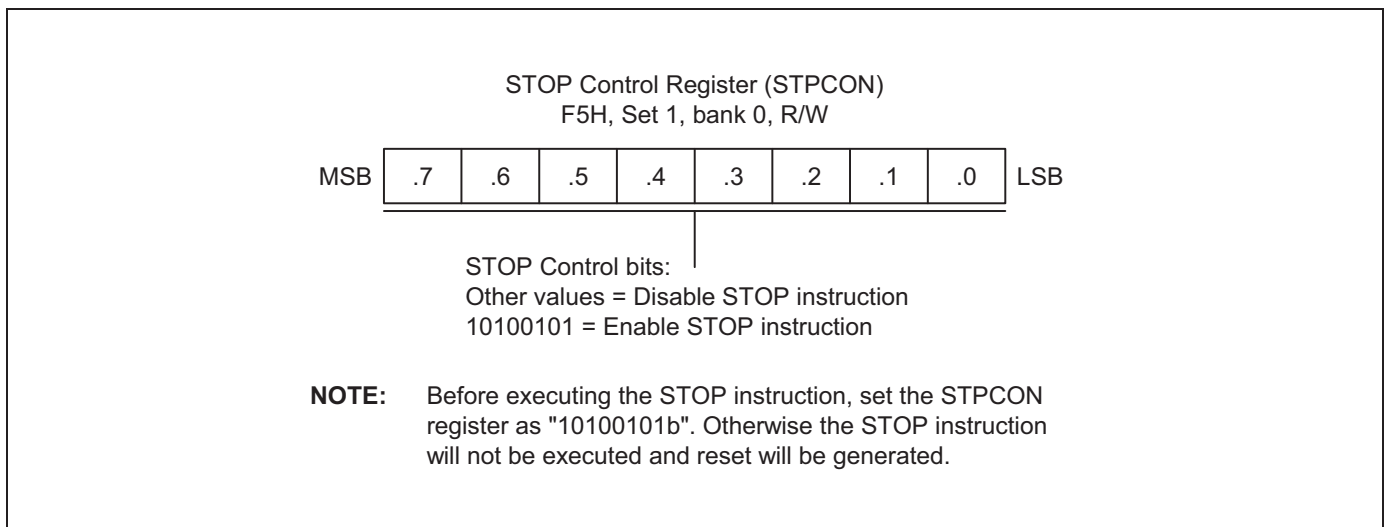 STOP Control Register (STPCON)
F5H, Set 1, bank 0, R/W
MSB .7 .6 .5 .4 .3 .2 .1 .0 LSB
STOP Control bits:
Other values = Disable STOP instruction
10100101 = Enable STOP instruction
NOTE: Before executing the STOP instruction, set the STPCON
register as "10100101b". Otherwise the STOP instruction
will not be executed and reset will be generated.